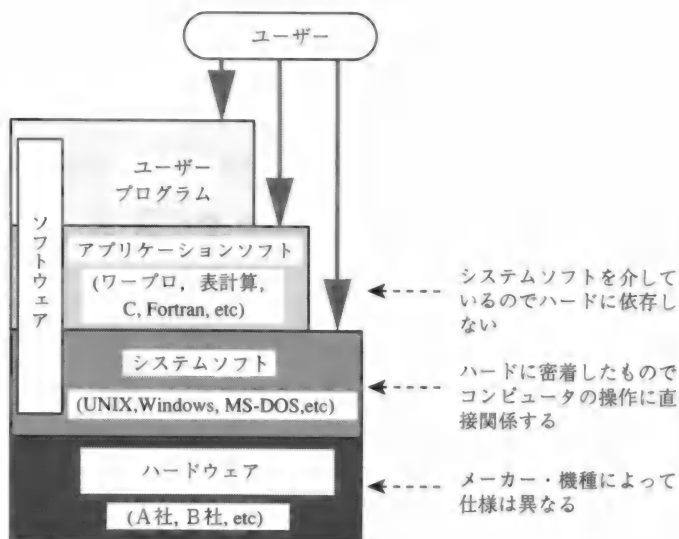 ユーザー
ユーザー
プログラム
ソフトウェア
アプリケーションソフト
(ワープロ，表計算，
C, Fortran, etc)
システムソフトを介して
いるのでハードに依存し
ない
システムソフト
(UNIX,Windows, MS-DOS,etc)
ハードに密着したもので
コンピュータの操作に直
接関係する
ハードウェア
(A社, B社, etc)
メーカー・機種によって
仕様は異なる